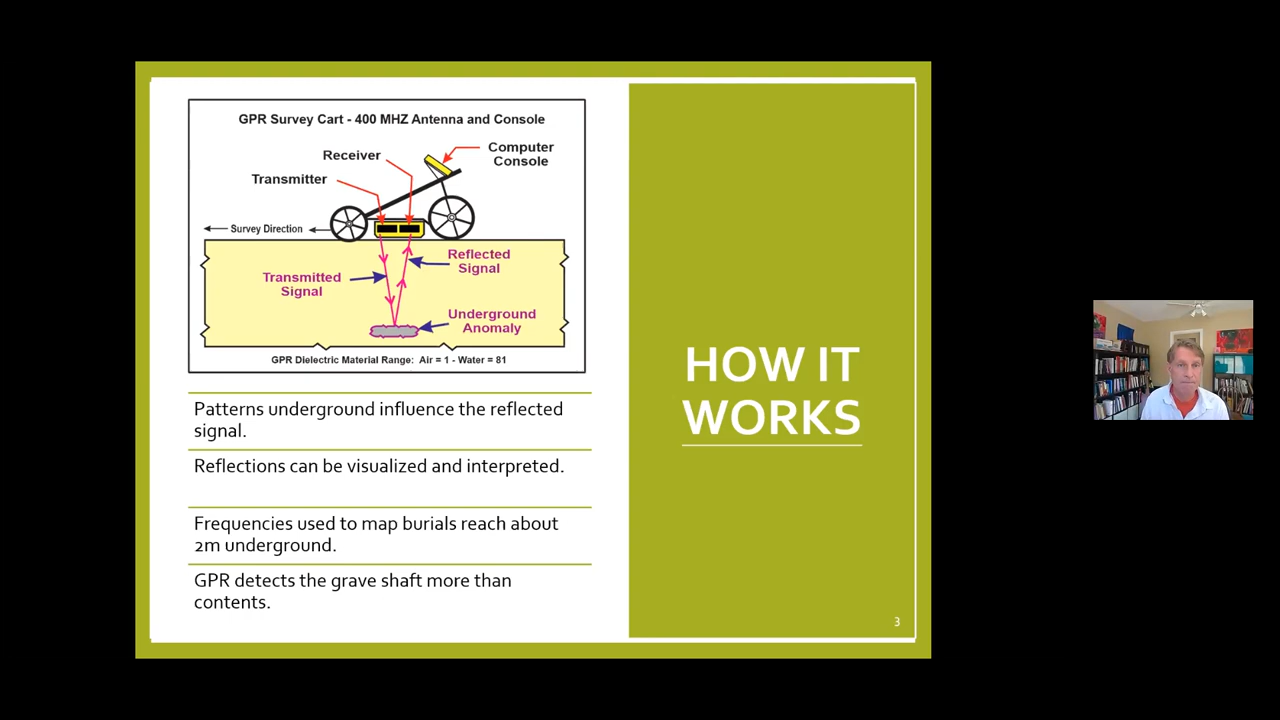 GPR Survey Cart - 400 MHZ Antenna and Console
Computer
Console
Receiver
Transmitter
Survey Direction
Reflected
Signal
Transmitted
Signal
Underground
Anomaly
GPR Dielectric Material Range: Air = 1 - Water = 81
Patterns underground influence the reflected
signal.
Reflections can be visualized and interpreted.
Frequencies used to map burials reach about
2m underground.
GPR detects the grave shaft more than
contents.
HOW IT
WORKS
3